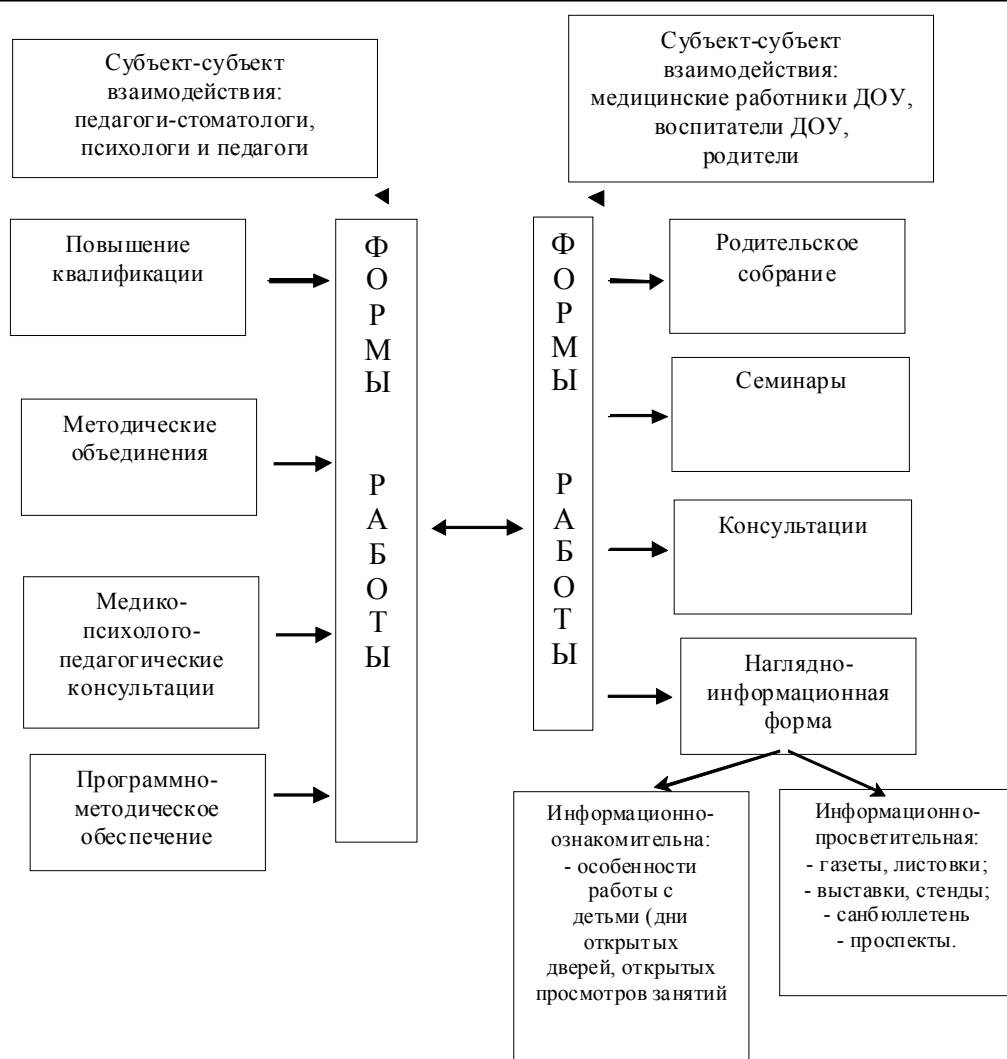 Субъект-субъект
взаимодействия:
педагоги-стоматологи,
психологи и педагоги
Субъект-субъект
взаимодействия:
медицинские работники ДОУ,
воспитатели ДОУ,
родители
Повышение
квалификации
Методические
объединения
Медико-
психолого-
педагогические
консультации
Программно-
методическое
обеспечение
Ф
О
Р
М
Ы
Р
А
Б
О
Т
Ы
Ф
О
Р
М
Ы
Р
А
Б
О
Т
Ы
Родительское
собрание
Семинары
Консультации
Наглядно-
информационная
форма
Информационно-
ознакомительна:
- особенности
работы с
детьми (дни
открытых
дверей, открытых
просмотров занятий
Информационно-
просветительная:
- газеты, листовки;
- выставки, стенды;
- санбюллетень
- проспекты.